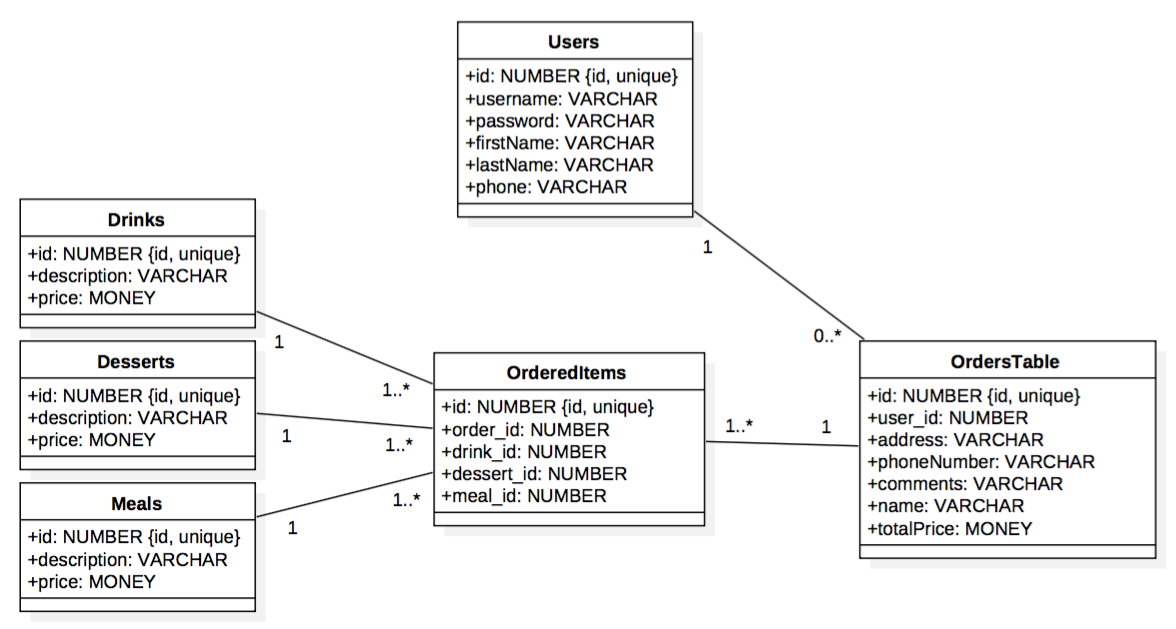 Users
+id: NUMBER {id, unique}
+username: VARCHAR
+password: VARCHAR
+firstName: VARCHAR
+lastName: VARCHAR
+phone: VARCHAR
Drinks
+id: NUMBER {id, unique}
+description: VARCHAR
+price: MONEY
Desserts
+id: NUMBER {id, unique}
+description: VARCHAR
+price: MONEY
Meals
+id: NUMBER {id, unique}
+description: VARCHAR
+price: MONEY
1
1..*
1
1..*
1
1..*
OrderedItems
+id: NUMBER {id, unique}
+order_id: NUMBER
+drink_id: NUMBER
+dessert_id: NUMBER
+meal_id: NUMBER
1..*
1
1
0..*
OrdersTable
+id: NUMBER {id, unique}
+user_id: NUMBER
+address: VARCHAR
+phoneNumber: VARCHAR
+comments: VARCHAR
+name: VARCHAR
+totalPrice: MONEY